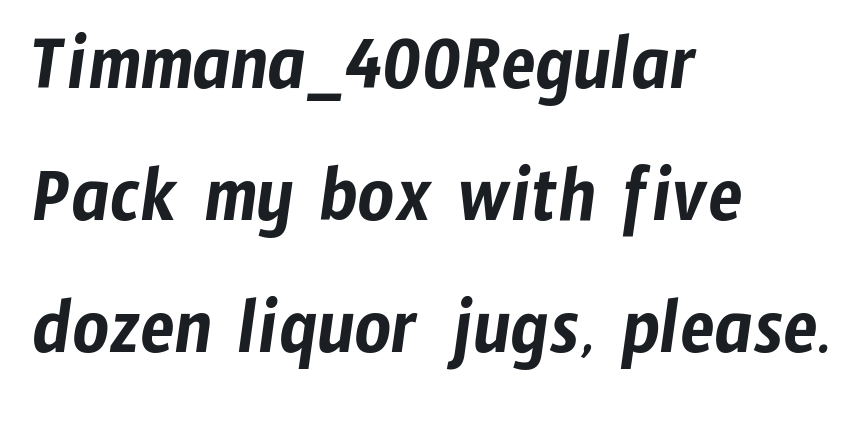 Timmana_400Regular
Pack my box with five
dozen liquor jugs, please.